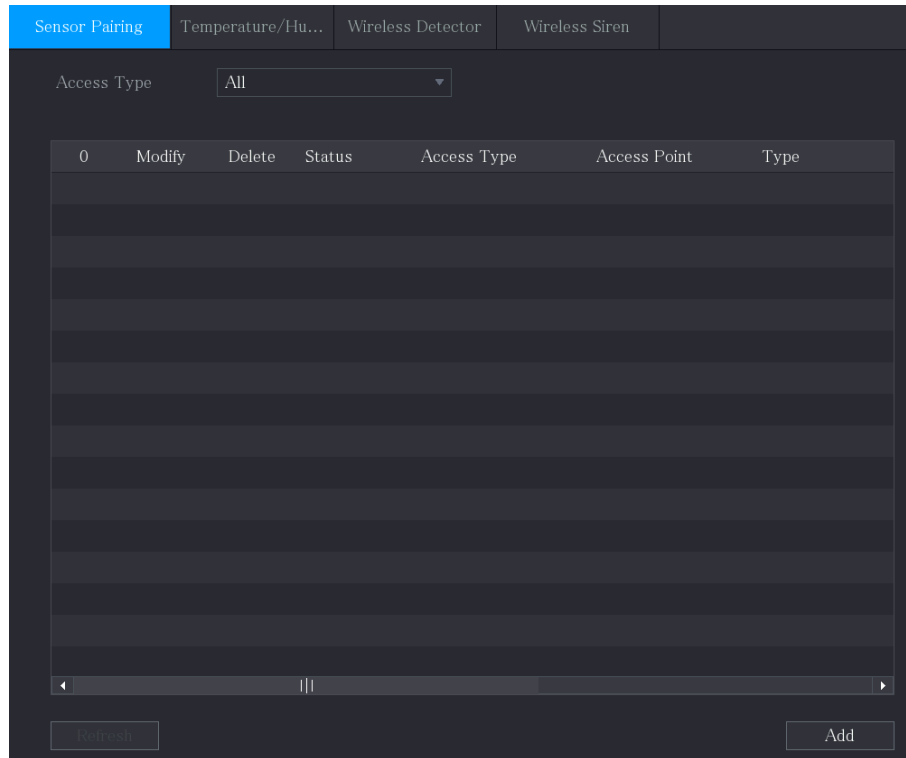 Sensor Pairing Temperature/Hu... Wireless Detector Wireless Siren
Access Type All
0 Modify Delete Status Access Type Access Point Type
Refresh Add